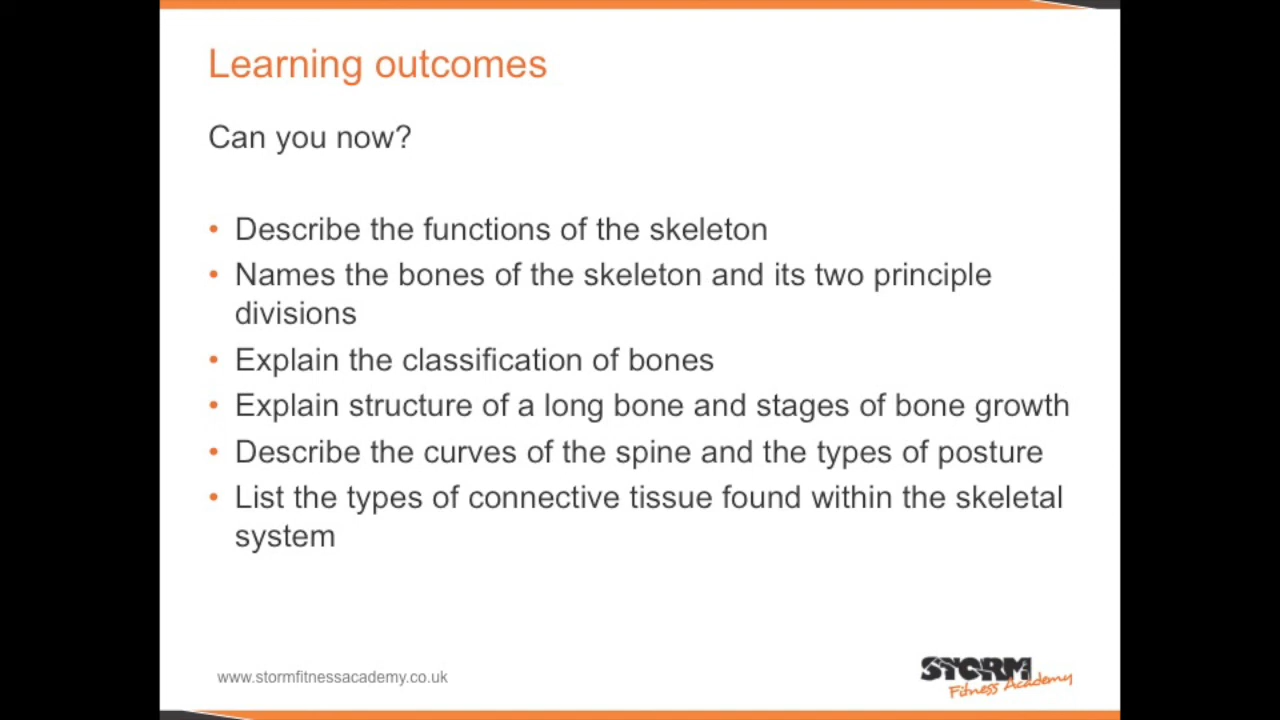 Learning outcomes
Can you now?
• Describe the functions of the skeleton
• Names the bones of the skeleton and its two principle
divisions
• Explain the classification of bones
• Explain structure of a long bone and stages of bone growth
• Describe the curves of the spine and the types of posture
• List the types of connective tissue found within the skeletal
system
www.stormfitnessacademy.co.uk
STORM
Fitness Academy